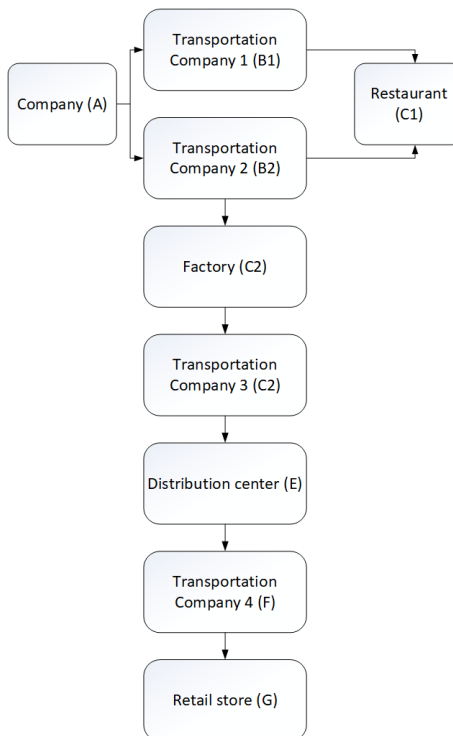 Transportation
Company 1 (B1)
Company (A)
Restaurant
(C1)
Transportation
Company 2 (B2)
Factory (C2)
Transportation
Company 3 (C2)
Distribution center (E)
Transportation
Company 4 (F)
Retail store (G)